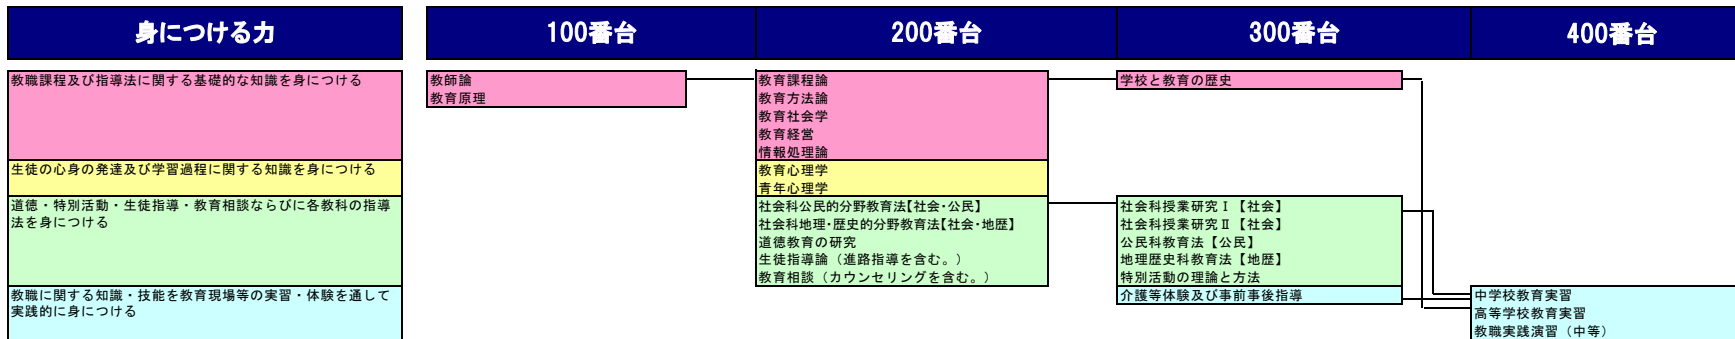 身につける力
100番台
200番台
300番台
400番台
教職課程及び指導法に関する基礎的な知識を身につける
教師論
教育原理
教育課程論
教育方法論
教育社会学
教育経営
情報処理論
学校と教育の歴史
生徒の心身の発達及び学習過程に関する知識を身につける
教育心理学
青年心理学
道徳・特別活動・生徒指導・教育相談ならびに各教科の指導
法を身につける
社会科公民的分野教育法【社会・公民】
社会科地理・歴史的分野教育法【社会・地歴】
道徳教育の研究
生徒指導論（進路指導を含む。）
教育相談（カウンセリングを含む。）
社会科授業研究Ⅰ【社会】
社会科授業研究Ⅱ【社会】
公民科教育法【公民】
地理歴史科教育法【地歴】
特別活動の理論と方法
教職に関する知識・技能を教育現場等の実習・体験を通して
実践的に身につける
介護等体験及び事前事後指導
中学校教育実習
高等学校教育実習
教職実践演習（中等）